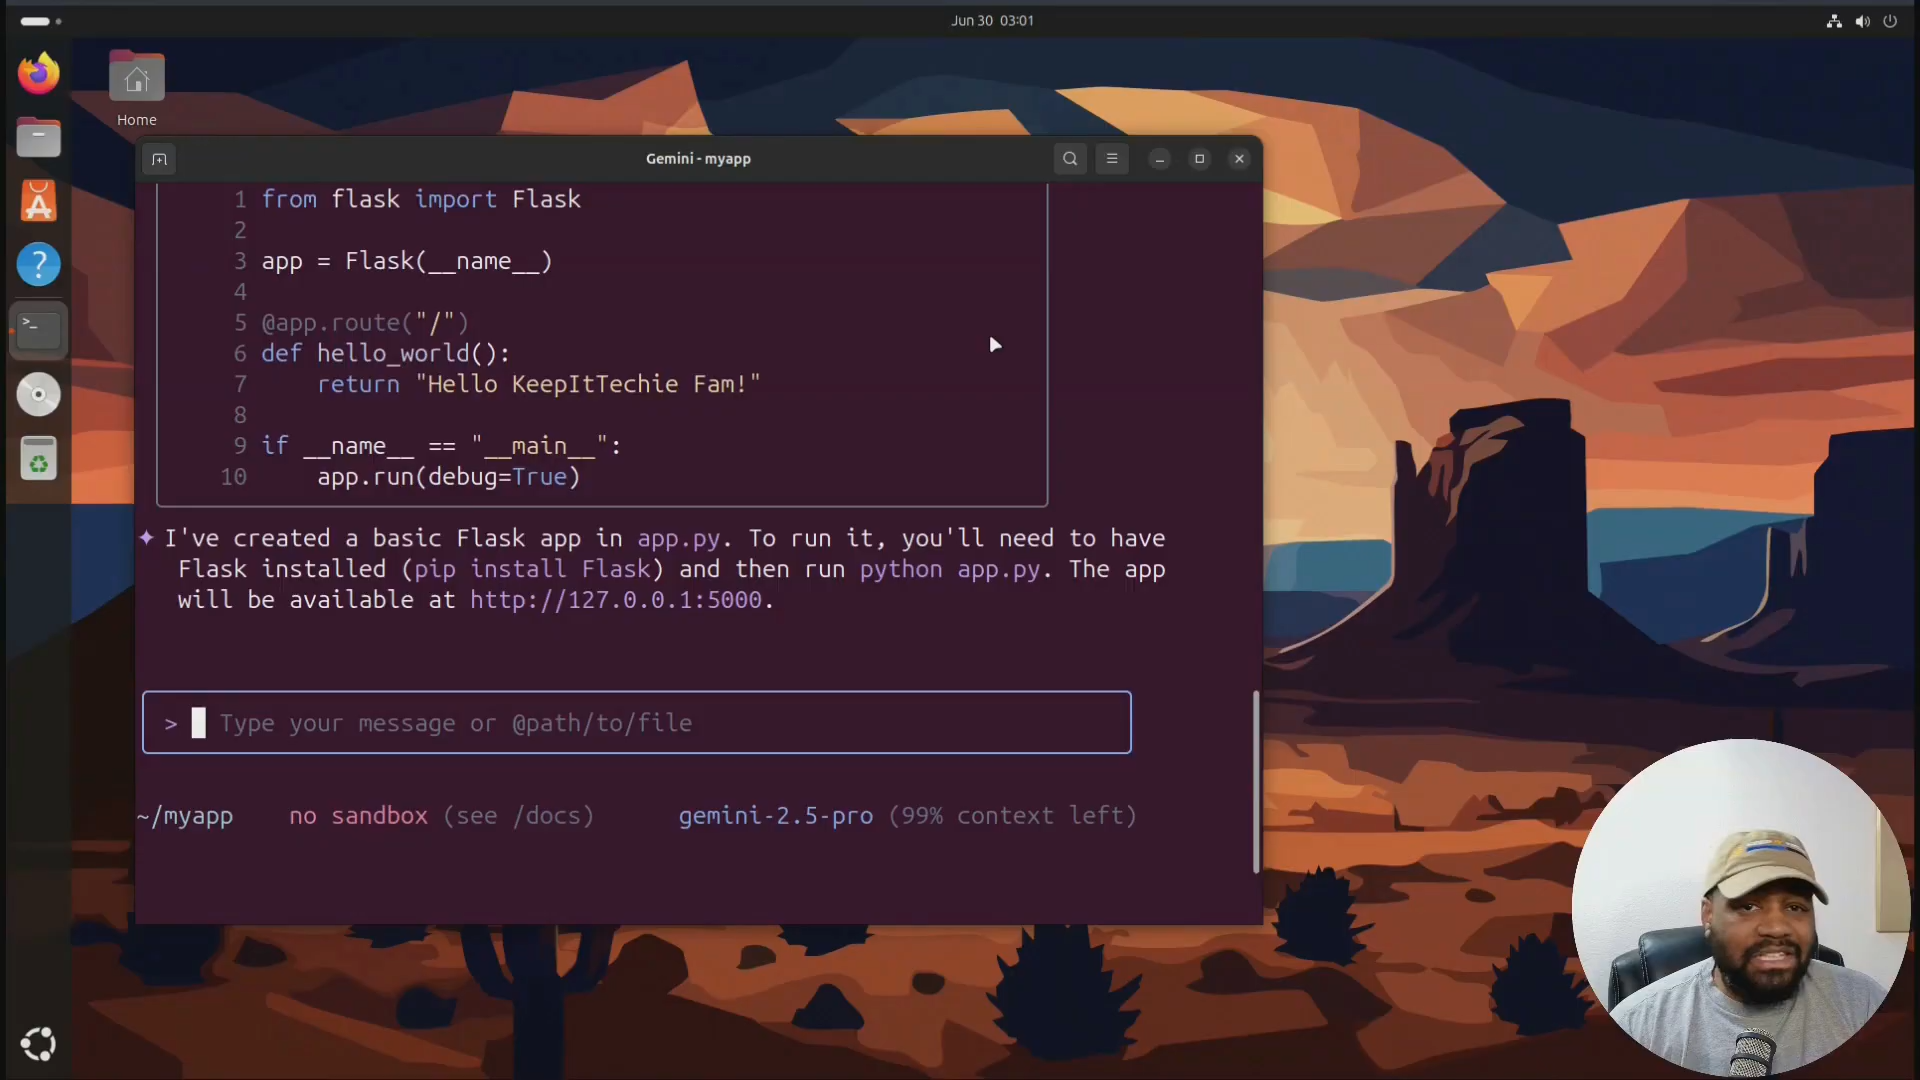 Jun 30 03:01
Home
Gemini - myapp
1 from flask import Flask
2
3 app = Flask(__name__)
4
5 @app.route("/")
6 def hello_world():
7     return "Hello KeepItTechie Fam!"
8
9 if __name__ == "__main__":
10     app.run(debug=True)
✦ I've created a basic Flask app in app.py. To run it, you'll need to have
Flask installed (pip install Flask) and then run python app.py. The app
will be available at http://127.0.0.1:5000.
> Type your message or @path/to/file
~/myapp no sandbox (see /docs) gemini-2.5-pro (99% context left)